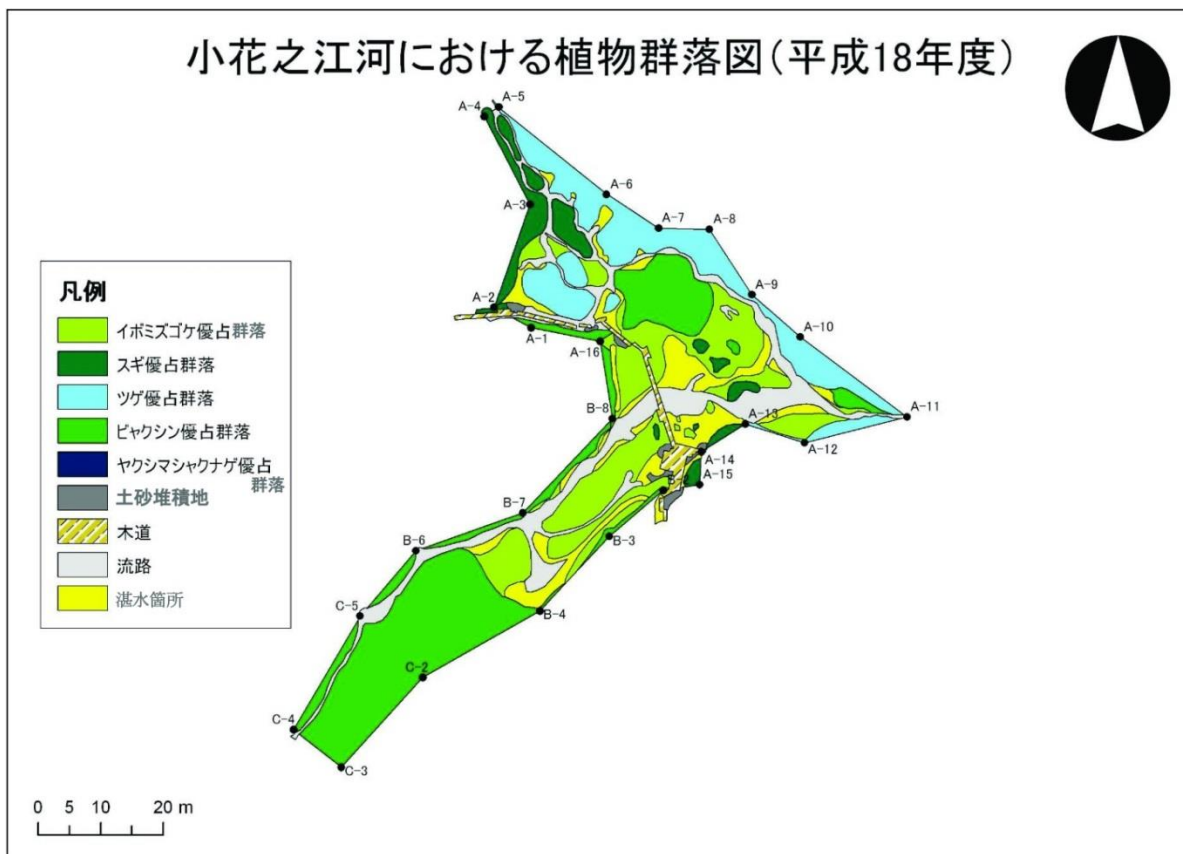 小花之江河における植物群落図(平成18年度)
A-5
A-4
A-6
A-3
A-7
A-8
A-9
A-2
A-10
A-1
A-16
A-11
B-8
A-13
A-12
A-14
A-15
B-7
B-3
B-6
B-4
C-5
C-2
C-4
C-3
凡例
イボミズゴケ優占群落
スギ優占群落
ツゲ優占群落
ビャクシン優占群落
ヤクシマシャクナゲ優占
群落
土砂堆積地
木道
流路
湛水箇所
0 5 10 20 m